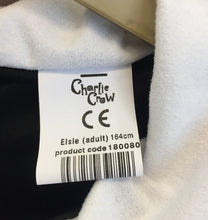 Charlie
Crow
CE
Elsie (adult) 164cm
product code 180080